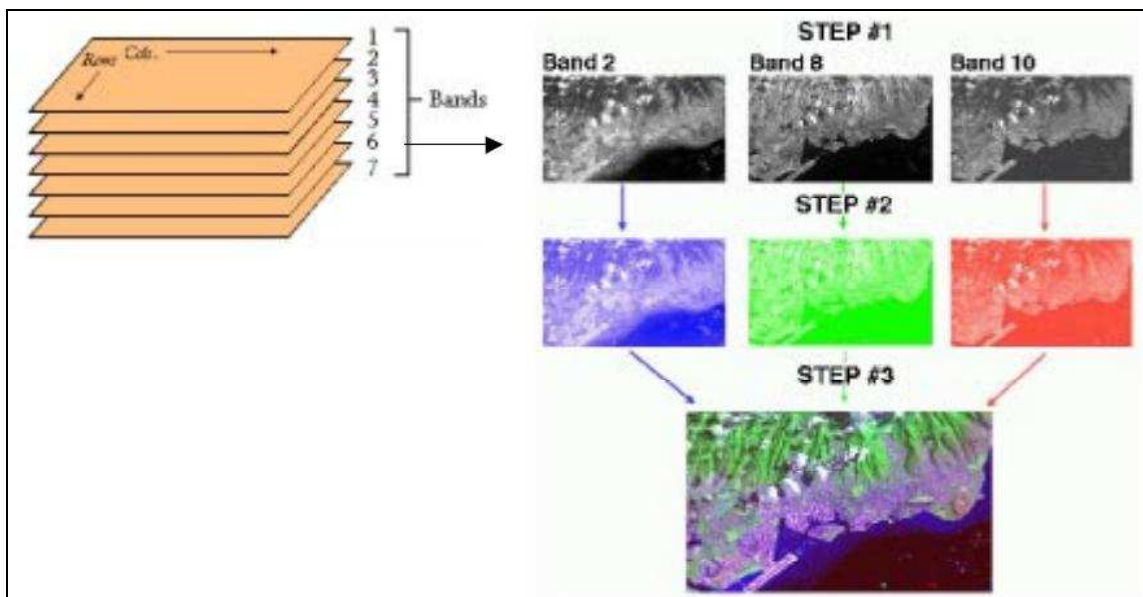 Rows
Cols.
1
2
3
4
5
6
7
Bands
STEP #1
Band 2 Band 8 Band 10
STEP #2
STEP #3